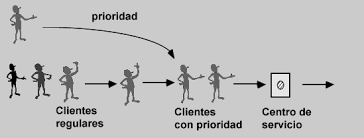 prioridad
Clientes
regulares
Clientes
con prioridad
Centro de
servicio